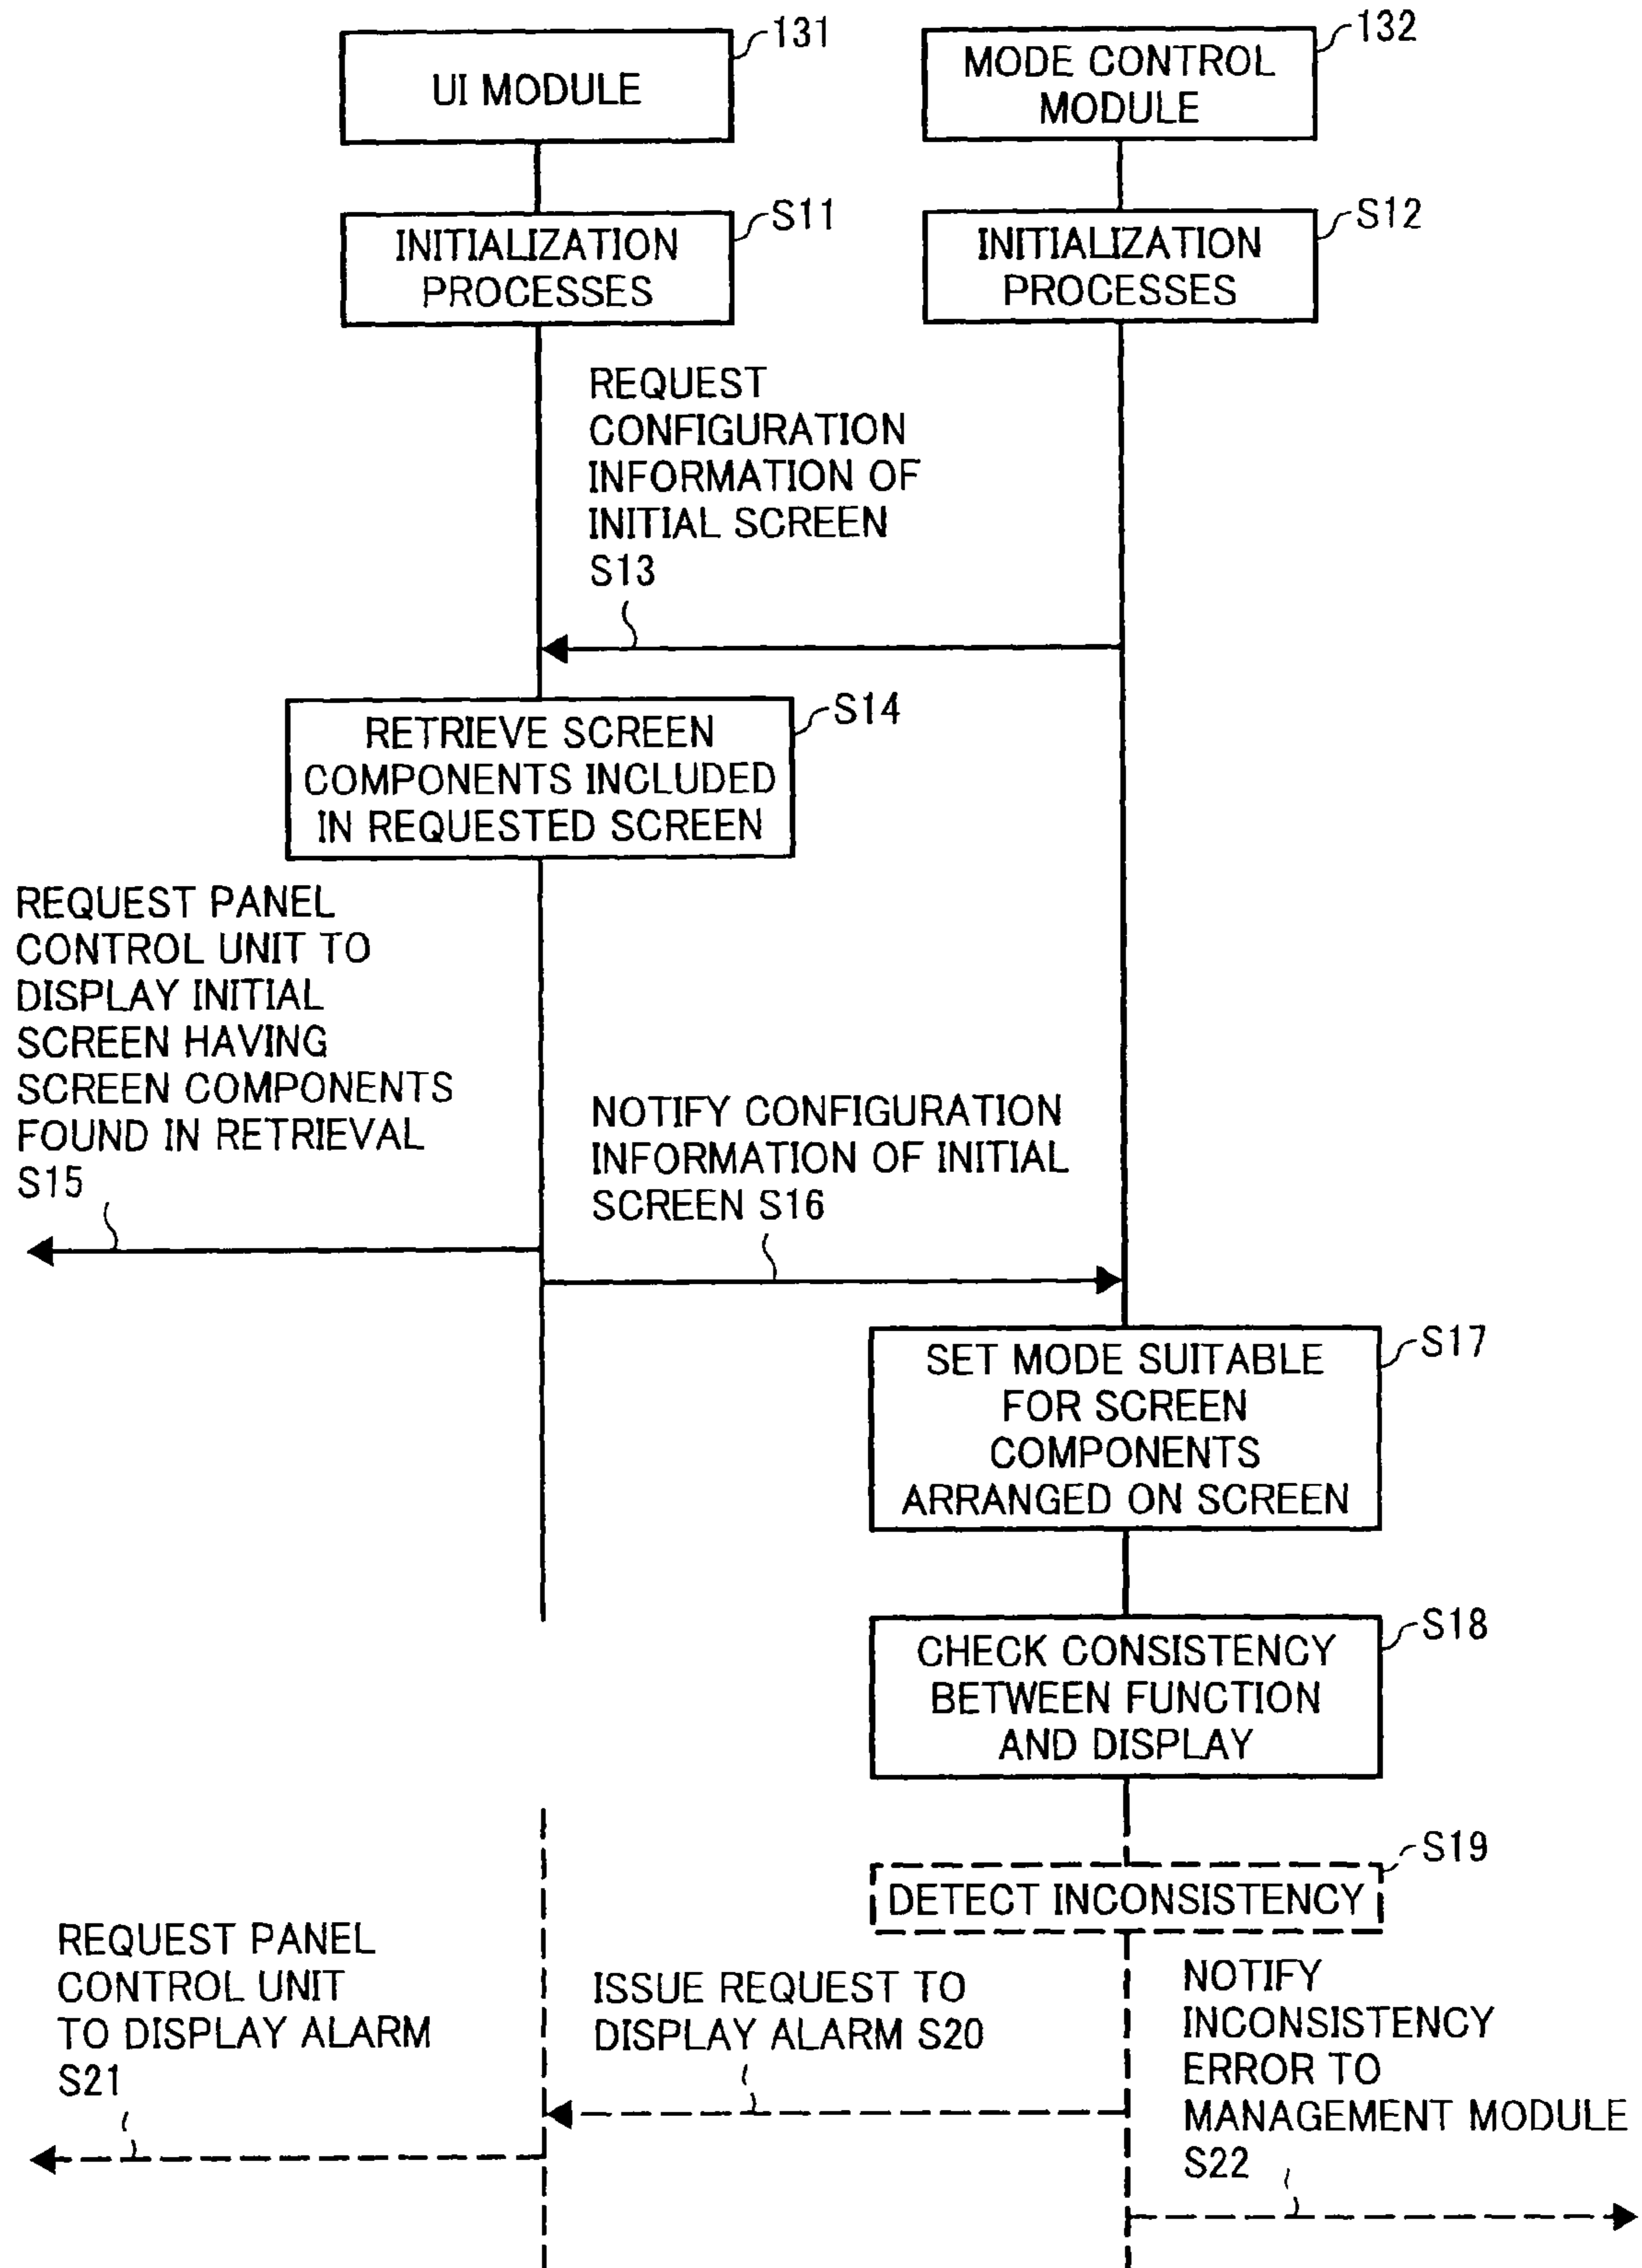 131
UI MODULE
132
MODE CONTROL
MODULE
S11
INITIALIZATION
PROCESSES
S12
INITIALIZATION
PROCESSES
REQUEST
CONFIGURATION
INFORMATION OF
INITIAL SCREEN
S13
S14
RETRIEVE SCREEN
COMPONENTS INCLUDED
IN REQUESTED SCREEN
REQUEST PANEL
CONTROL UNIT TO
DISPLAY INITIAL
SCREEN HAVING
SCREEN COMPONENTS
FOUND IN RETRIEVAL
S15
NOTIFY CONFIGURATION
INFORMATION OF INITIAL
SCREEN S16
S17
SET MODE SUITABLE
FOR SCREEN
COMPONENTS
ARRANGED ON SCREEN
S18
CHECK CONSISTENCY
BETWEEN FUNCTION
AND DISPLAY
S19
DETECT INCONSISTENCY
REQUEST PANEL
CONTROL UNIT
TO DISPLAY ALARM
S21
ISSUE REQUEST TO
DISPLAY ALARM S20
NOTIFY
INCONSISTENCY
ERROR TO
MANAGEMENT MODULE
S22